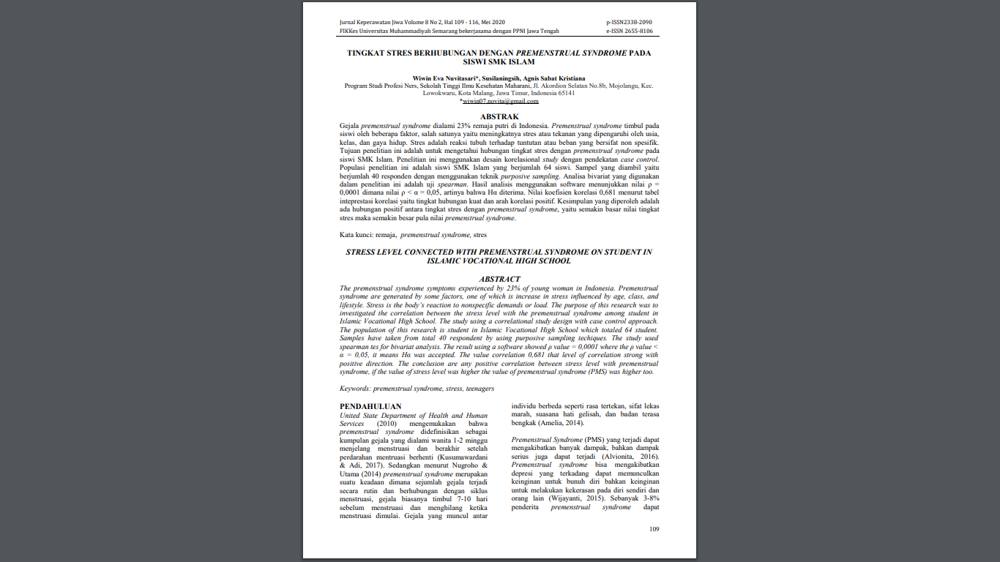 Jurnal Keperawatan Jiwa Volume 8 No 2, Hal 109 - 116, Mei 2020 p-ISSN2338-2090
FIKKes Universitas Muhammadiyah Semarang bekerjasama dengan PPNI Jawa Tengah e-ISSN 2655-8106
TINGKAT STRES BERHUBUNGAN DENGAN PREMENSTRUAL SYNDROME PADA
SISWI SMK ISLAM
Wiwin Eva Nuvitasari*, Susilaningsih, Agnis Sabat Kristiana
Program Studi Profesi Ners, Sekolah Tinggi Ilmu Kesehatan Maharani, Jl. Akordion Selatan No.8b, Mojolangu, Kec.
Lowokwaru, Kota Malang, Jawa Timur, Indonesia 65141
*wiwin07.novita@gmail.com
ABSTRAK
Gejala premenstrual syndrome dialami 23% remaja putri di Indonesia. Premenstrual syndrome timbul pada
siswi oleh beberapa faktor, salah satunya yaitu meningkatnya stres atau tekanan yang dipengaruhi oleh usia,
kelas, dan gaya hidup. Stres adalah reaksi tubuh terhadap tuntutan atau beban yang bersifat non spesifik.
Tujuan penelitian ini adalah untuk mengetahui hubungan tingkat stres dengan premenstrual syndrome pada
siswi SMK Islam. Penelitian ini menggunakan desain korelasional study dengan pendekatan case control.
Populasi penelitian ini adalah siswi SMK Islam yang berjumlah 64 siswi. Sampel yang diambil yaitu
berjumlah 40 responden dengan menggunakan teknik purposive sampling. Analisa bivariat yang digunakan
dalam penelitian ini adalah uji spearman. Hasil analisis menggunakan software menunjukkan nilai ρ =
0,0001 dimana nilai ρ < α = 0,05, artinya bahwa Hα diterima. Nilai koefisien korelasi 0,681 menurut tabel
inteprestasi korelasi yaitu tingkat hubungan kuat dan arah korelasi positif. Kesimpulan yang diperoleh adalah
ada hubungan positif antara tingkat stres dengan premenstrual syndrome, yaitu semakin basar nilai tingkat
stres maka semakin besar pula nilai premenstrual syndrome.
Kata kunci: remaja, premenstrual syndrome, stres
STRESS LEVEL CONNECTED WITH PREMENSTRUAL SYNDROME ON STUDENT IN
ISLAMIC VOCATIONAL HIGH SCHOOL
ABSTRACT
The premenstrual syndrome symptoms experienced by 23% of young woman in Indonesia. Premenstrual
syndrome are generated by some factors, one of which is increase in stress influenced by age, class, and
lifestyle. Stress is the body's reaction to nonspecific demands or load. The purpose of this research was to
investigated the correlation between the stress level with the premenstrual syndrome among student in
Islamic Vocational High School. The study using a correlational study design with case control approach.
The population of this research is student in Islamic Vocational High School which totaled 64 student.
Samples have taken from total 40 respondent by using purposive sampling techiques. The study used
spearman tes for bivariate analysis. The result using a software showed ρ value = 0,0001 where the ρ value <
α = 0,05, it means Hα was accepted. The value correlation 0,681 that level of correlation strong with
positive direction. The conclusion are any positive correlation between stress level with premenstrual
syndrome, if the value of stress level was higher the value of premenstrual syndrome (PMS) was higher too.
Keywords: premenstrual syndrome, stress, teenagers
PENDAHULUAN
United State Department of Health and Human
Services (2010) mengemukakan bahwa
premenstrual syndrome didefinisikan sebagai
kumpulan gejala yang dialami wanita 1-2 minggu
menjelang menstruasi dan berakhir setelah
perdarahan mentruasi berhenti (Kusumawardani
& Adi, 2017). Sedangkan menurut Nugroho &
Utama (2014) premenstrual syndrome merupakan
suatu keadaan dimana sejumlah gejala terjadi
secara rutin dan berhubungan dengan siklus
menstruasi, gejala biasanya timbul 7-10 hari
sebelum menstruasi dan menghilang ketika
menstruasi dimulai. Gejala yang muncul antar
individu berbeda seperti rasa tertekan, sifat lekas
marah, suasana hati gelisah, dan badan terasa
bengkak (Amelia, 2014).
Premenstrual Syndrome (PMS) yang terjadi dapat
mengakibatkan banyak dampak, bahkan dampak
serius juga dapat terjadi (Alvionita, 2016).
Premenstrual syndrome bisa mengakibatkan
depresi yang terkadang dapat memunculkan
keinginan untuk bunuh diri bahkan keinginan
untuk melakukan kekerasan pada diri sendiri dan
orang lain (Wijayanti, 2015). Sebanyak 3-8%
penderita premenstrual syndrome dapat
109